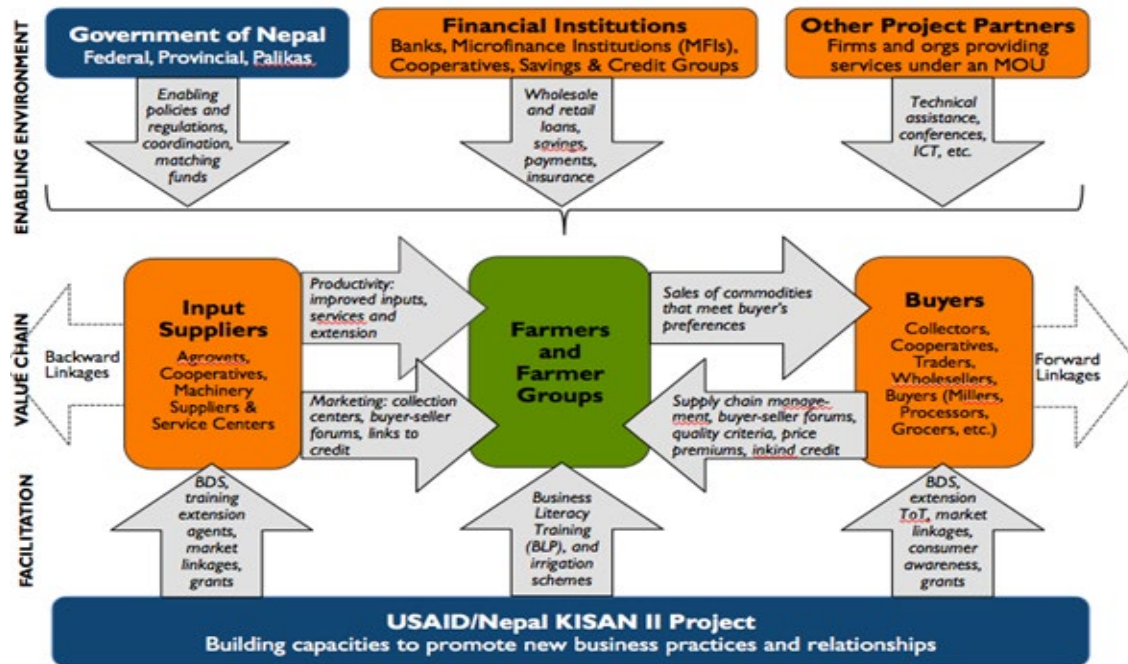 Government of Nepal
Federal, Provincial, Palikas
Financial Institutions
Banks, Microfinance Institutions (MFIs),
Cooperatives, Savings & Credit Groups
Other Project Partners
Firms and orgs providing
services under an MOU
ENABLING ENVIRONMENT
Enabling
policies and
regulations,
coordination,
matching
funds
Wholesale
and retail
loans,
savings,
payments,
insurance
Technical
assistance,
conferences,
ICT, etc.
VALUE CHAIN
Backward
Linkages
Input
Suppliers
Agrovets,
Cooperatives,
Machinery
Suppliers &
Service Centers
Productivity:
improved inputs,
services and
extension
Marketing: collection
centers, buyer-seller
forums, links to
credit
Farmers
and
Farmer
Groups
Sales of commodities
that meet buyer's
preferences
Supply chain manage-
ment, buyer-seller forums,
quality criteria, price
premiums, inkind credit
Buyers
Collectors,
Cooperatives,
Traders,
Wholesellers,
Buyers (Millers,
Processors,
Grocers, etc.)
Forward
Linkages
FACILITATION
BDS,
training
extension
agents,
market
linkages,
grants
Business
Literacy
Training
(BLP), and
irrigation
schemes
BDS,
extension
ToT, market
linkages,
consumer
awareness,
grants
USAID/Nepal KISAN II Project
Building capacities to promote new business practices and relationships